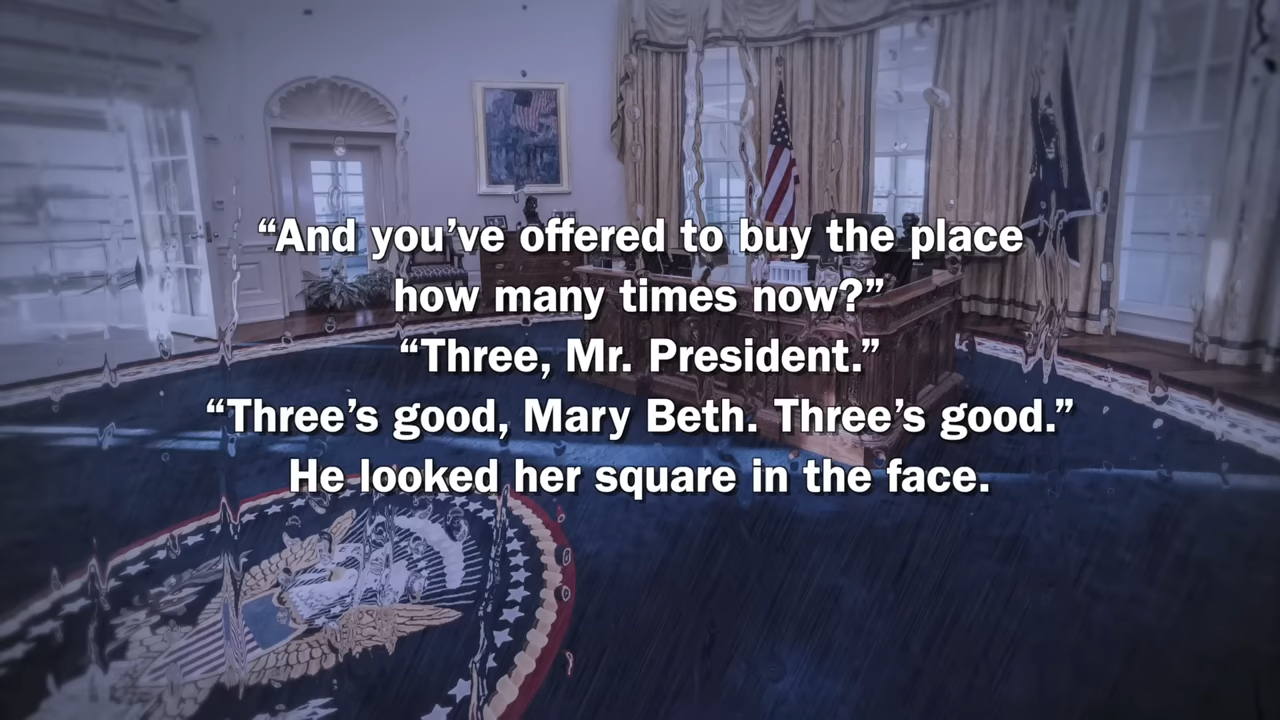 “And you’ve offered to buy the place
how many times now?”
“Three, Mr. President.”
“Three’s good, Mary Beth. Three’s good.”
He looked her square in the face.